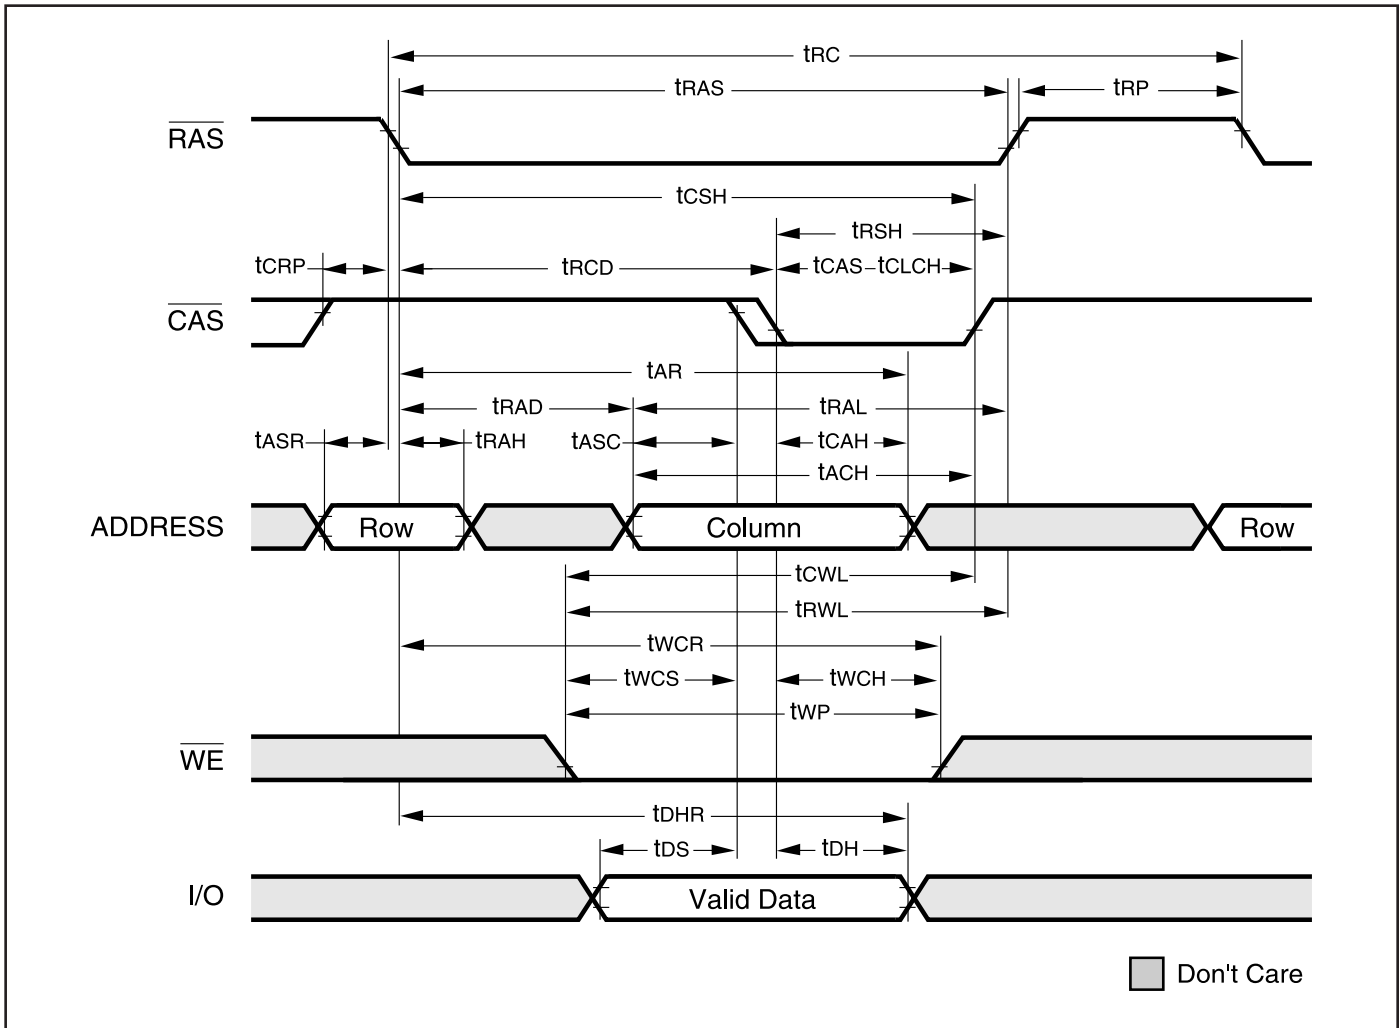 tRC
tRAS
tRP
RAS
tCSH
tRSH
tCRP
tRCD
tCAS
tCLCH
CAS
tAR
tRAD
tRAL
tASR
tRAH
tASC
tCAH
tACH
ADDRESS
Row
Column
Row
tCWL
tRWL
tWCR
tWCS
tWCH
tWP
WE
tDHR
tDS
tDH
I/O
Valid Data
Don't Care